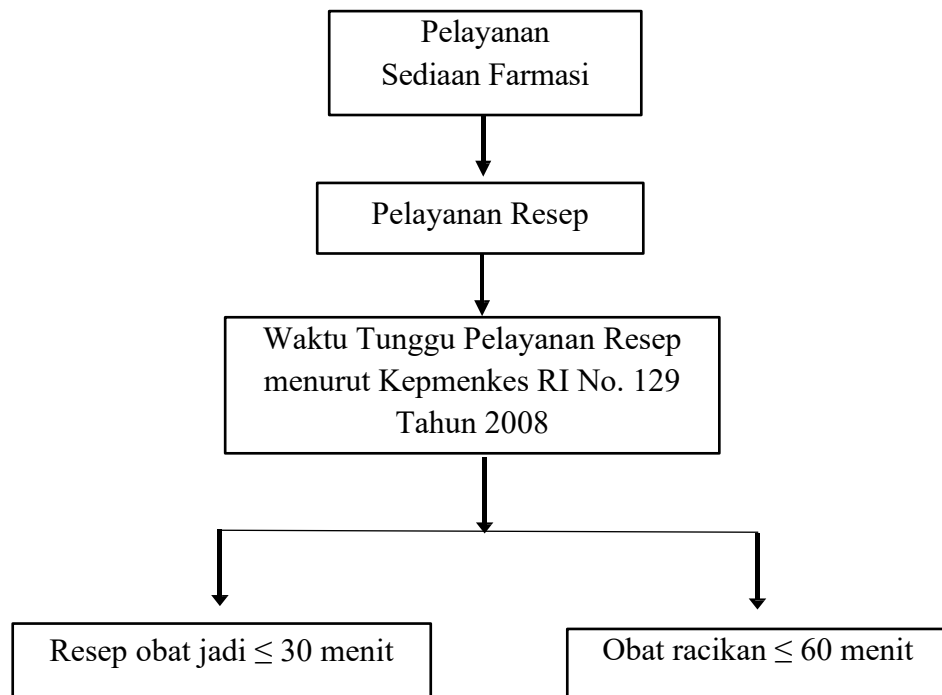 Pelayanan
Sediaan Farmasi
Pelayanan Resep
Waktu Tunggu Pelayanan Resep
menurut Kepmenkes RI No. 129
Tahun 2008
Resep obat jadi ≤ 30 menit
Obat racikan ≤ 60 menit